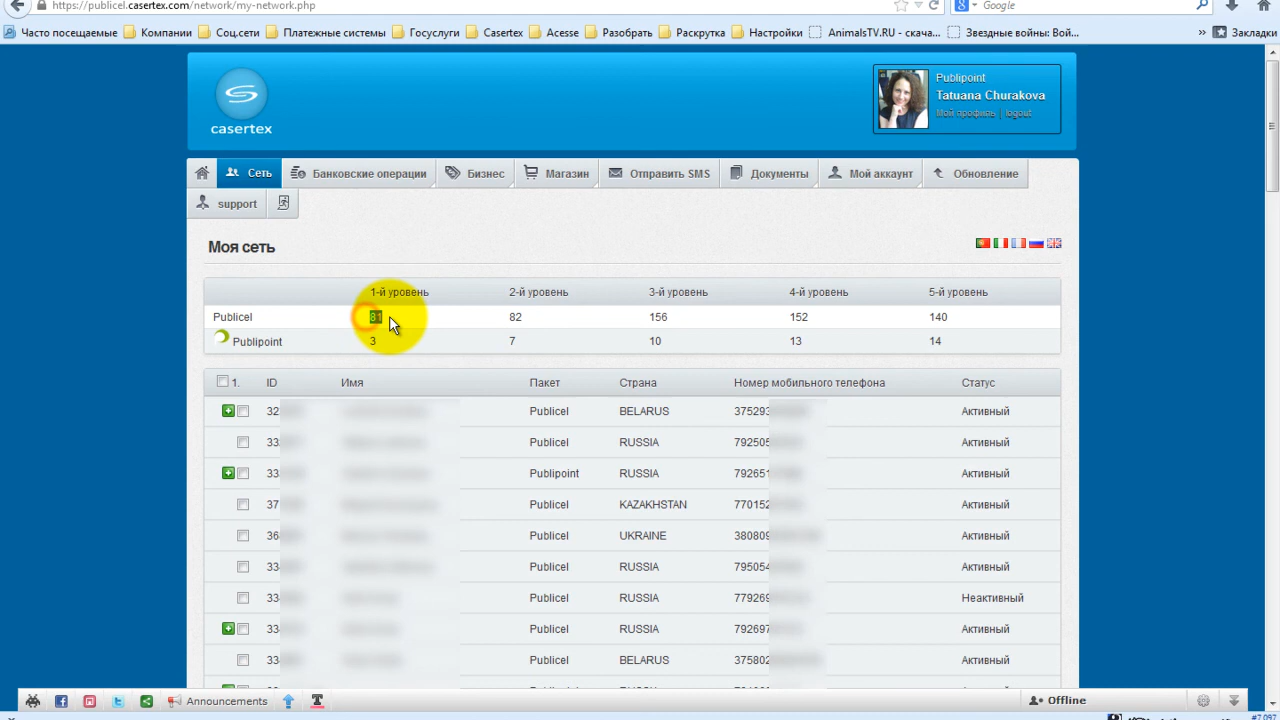 https://publicel.casertex.com/network/my-network.php
Google
Часто посещаемые Компании Соц.сети Платежные системы Госуслуги Casertex Acesse Разобрать Раскрутка Настройки AnimalsTV.RU - скача... Звездные войны: Вой... » Закладки
casertex
Publipoint
Tatuana Churakova
Мой профиль | logout
Сеть Банковские операции Бизнес Магазин Отправить SMS Документы Мой аккаунт Обновление
support
Моя сеть
1-й уровень 2-й уровень 3-й уровень 4-й уровень 5-й уровень
Publicel 81 82 156 152 140
Publipoint 3 7 10 13 14
1. ID Имя Пакет Страна Номер мобильного телефона Статус
32 Publicel BELARUS 375293 Активный
33 Publicel RUSSIA 792505 Активный
33 Publipoint RUSSIA 792651 Активный
37 Publicel KAZAKHSTAN 770152 Активный
36 Publicel UKRAINE 380809 Активный
33 Publicel RUSSIA 795054 Активный
33 Publicel RUSSIA 779269 Неактивный
33 Publicel RUSSIA 792697 Активный
33 Publicel BELARUS 375802 Активный
Announcements Offline
#7,097